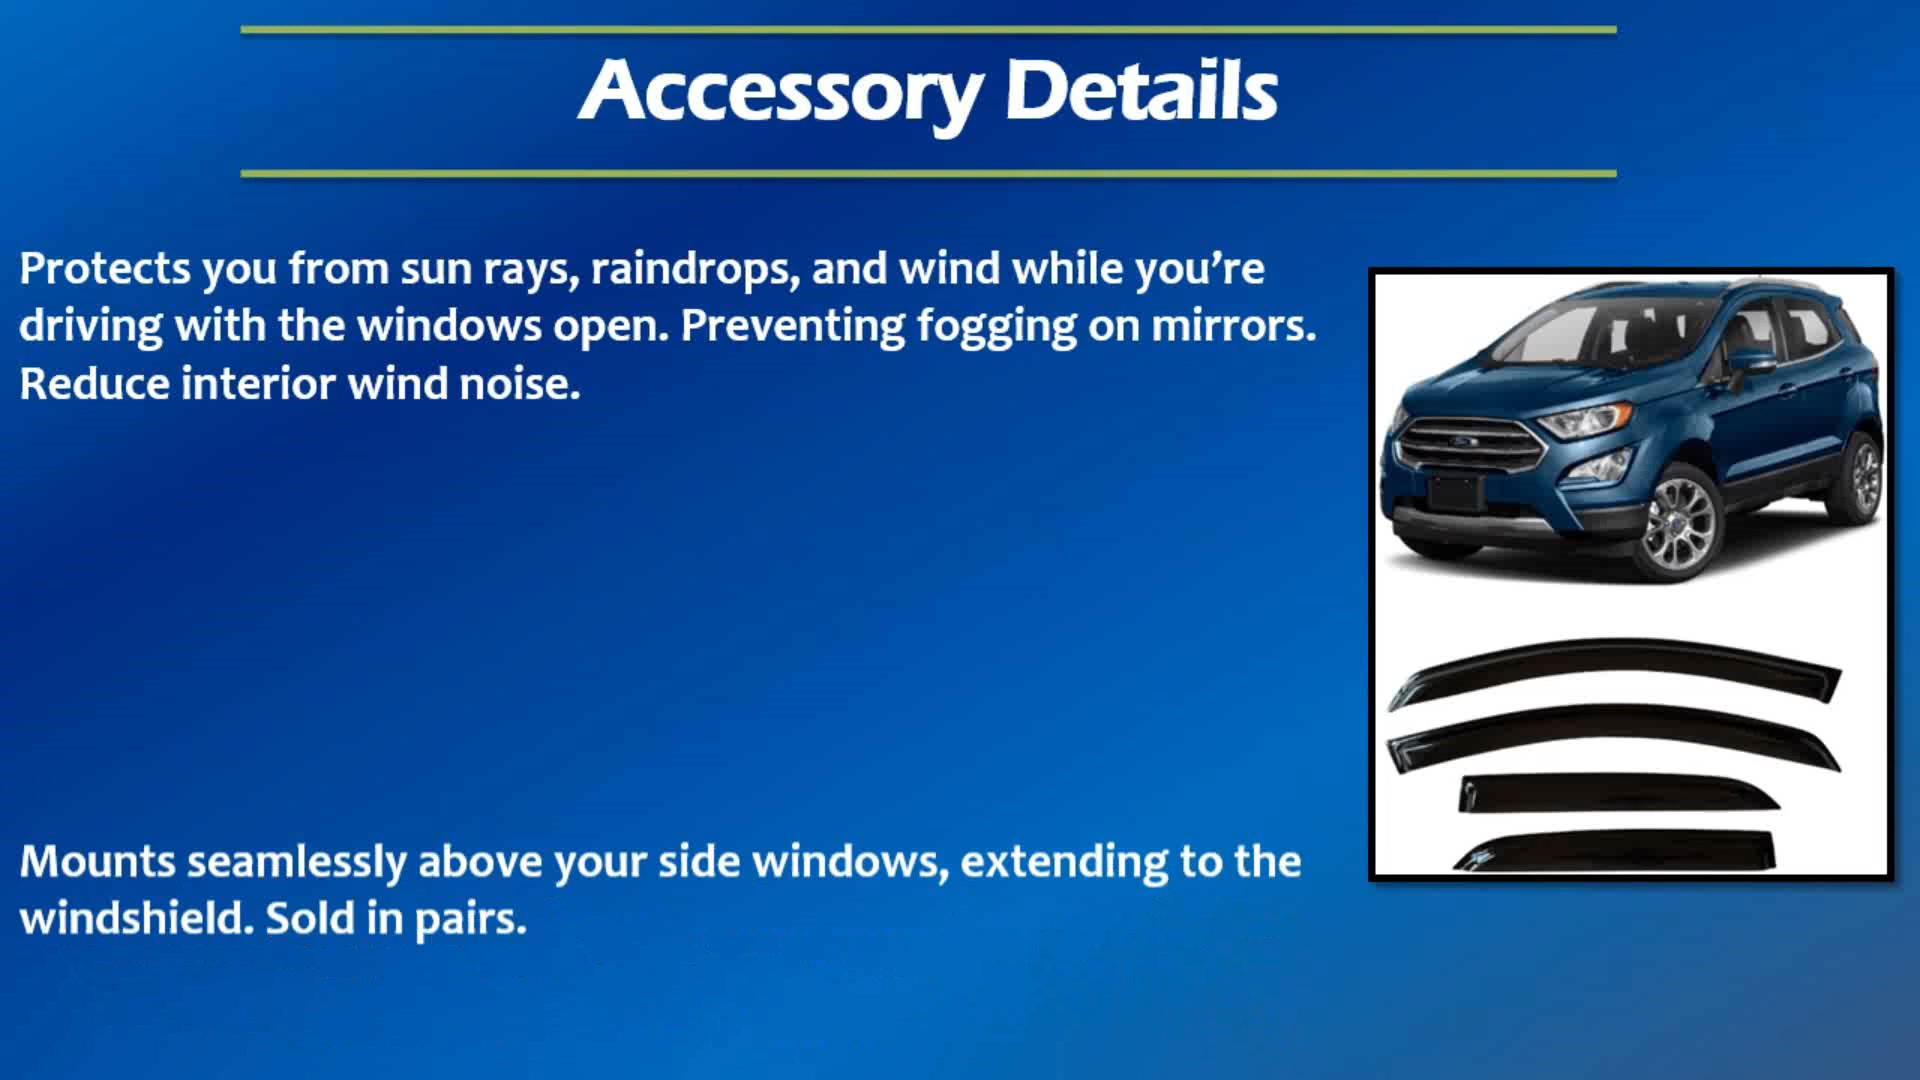 Accessory Details
Protects you from sun rays, raindrops, and wind while you’re
driving with the windows open. Preventing fogging on mirrors.
Reduce interior wind noise.
Mounts seamlessly above your side windows, extending to the
windshield. Sold in pairs.